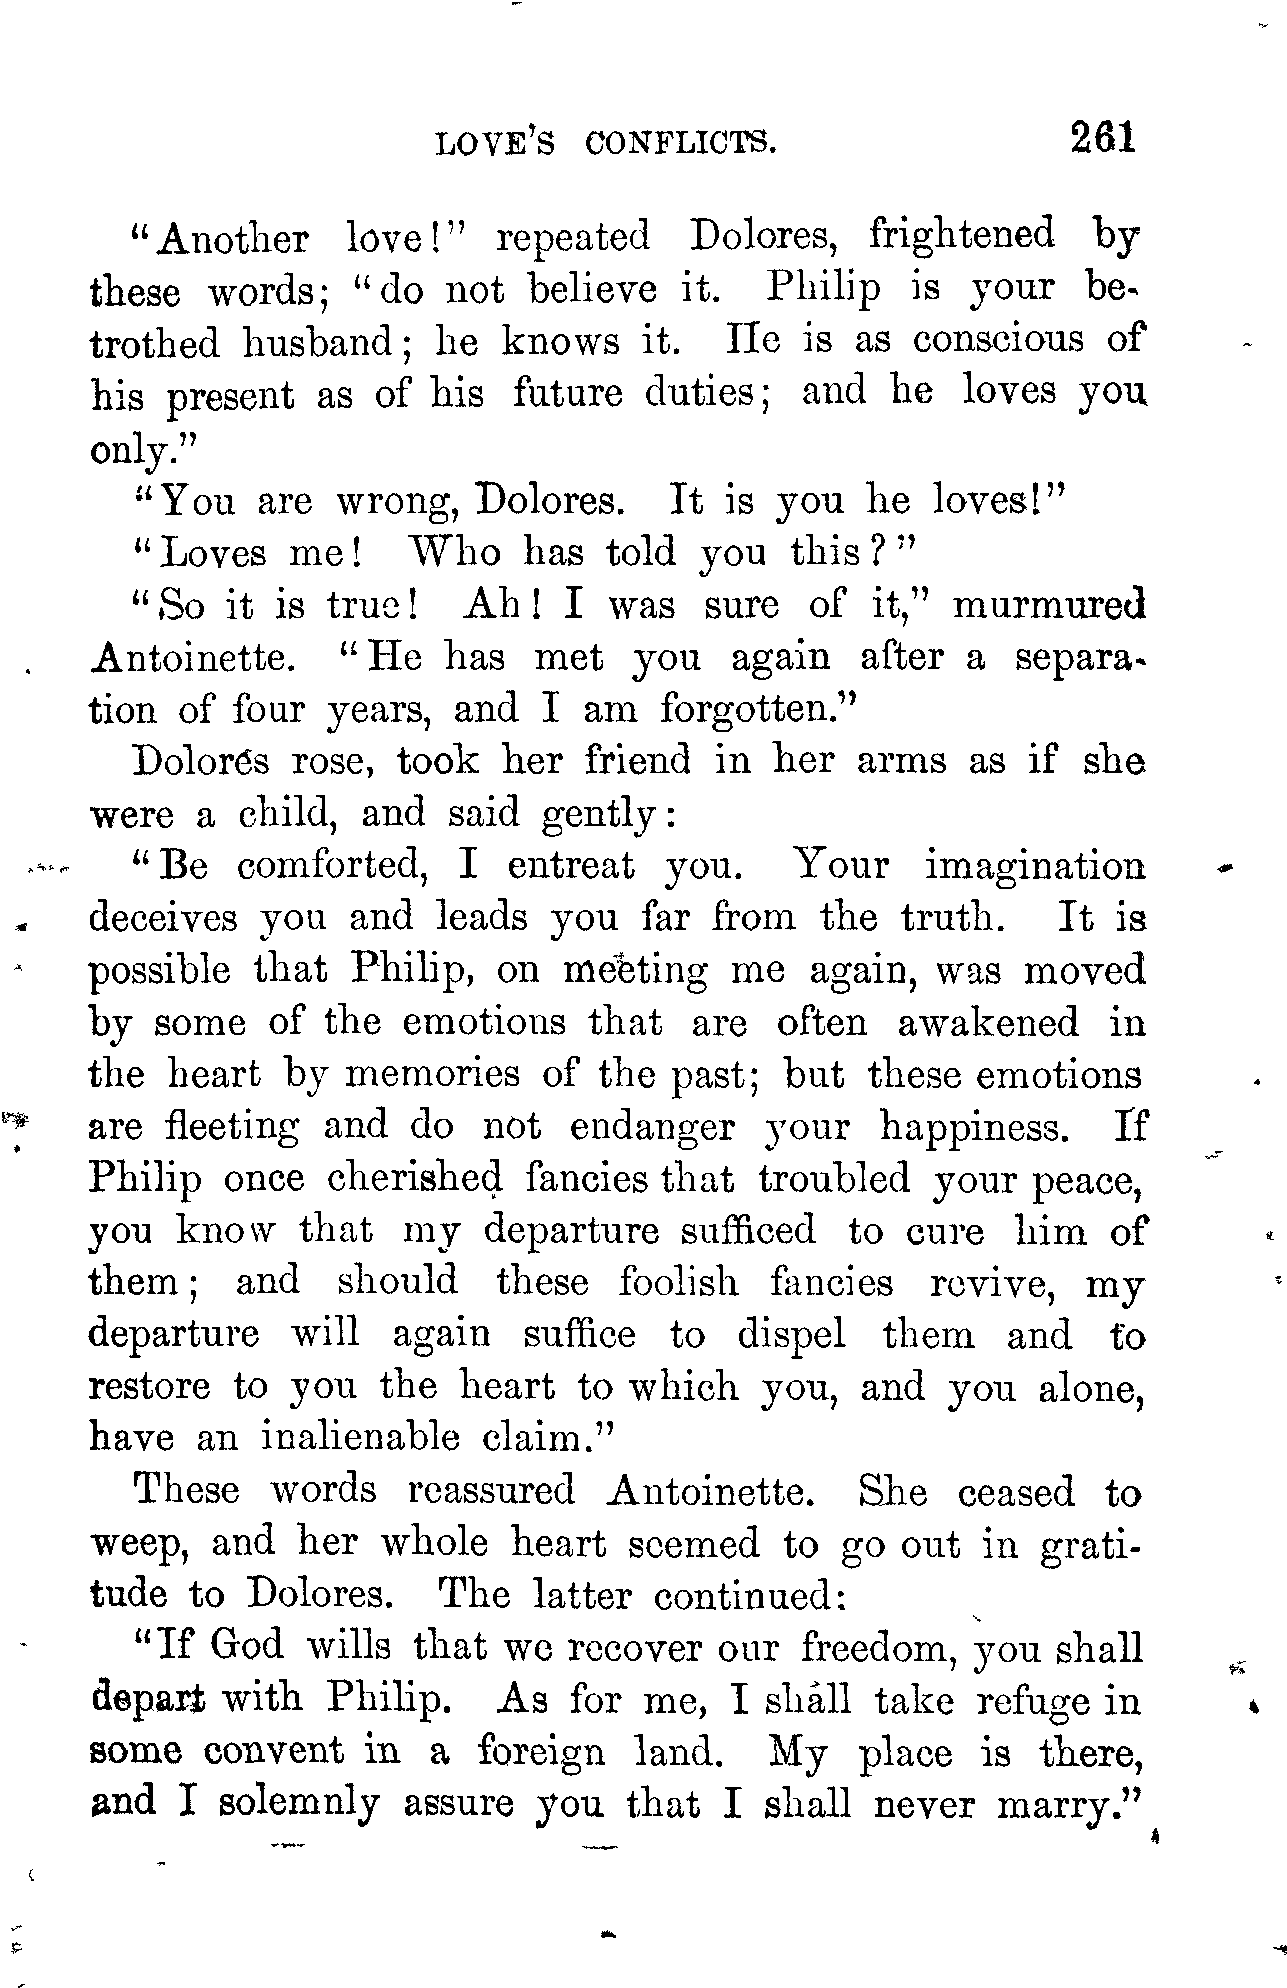 LOVE'S CONFLICTS. 261
"Another love!" repeated Dolores, frightened by
these words; "do not believe it. Philip is your be-
trothed husband; he knows it. He is as conscious of
his present as of his future duties; and he loves you
only."
"You are wrong, Dolores. It is you he loves!"
"Loves me! Who has told you this?"
"So it is true! Ah! I was sure of it," murmured
Antoinette. "He has met you again after a separa-
tion of four years, and I am forgotten."
Dolores rose, took her friend in her arms as if she
were a child, and said gently:
"Be comforted, I entreat you. Your imagination
deceives you and leads you far from the truth. It is
possible that Philip, on meeting me again, was moved
by some of the emotions that are often awakened in
the heart by memories of the past; but these emotions
are fleeting and do not endanger your happiness. If
Philip once cherished fancies that troubled your peace,
you know that my departure sufficed to cure him of
them; and should these foolish fancies revive, my
departure will again suffice to dispel them and to
restore to you the heart to which you, and you alone,
have an inalienable claim."
These words reassured Antoinette. She ceased to
weep, and her whole heart seemed to go out in grati-
tude to Dolores. The latter continued:
"If God wills that we recover our freedom, you shall
depart with Philip. As for me, I shall take refuge in
some convent in a foreign land. My place is there,
and I solemnly assure you that I shall never marry."